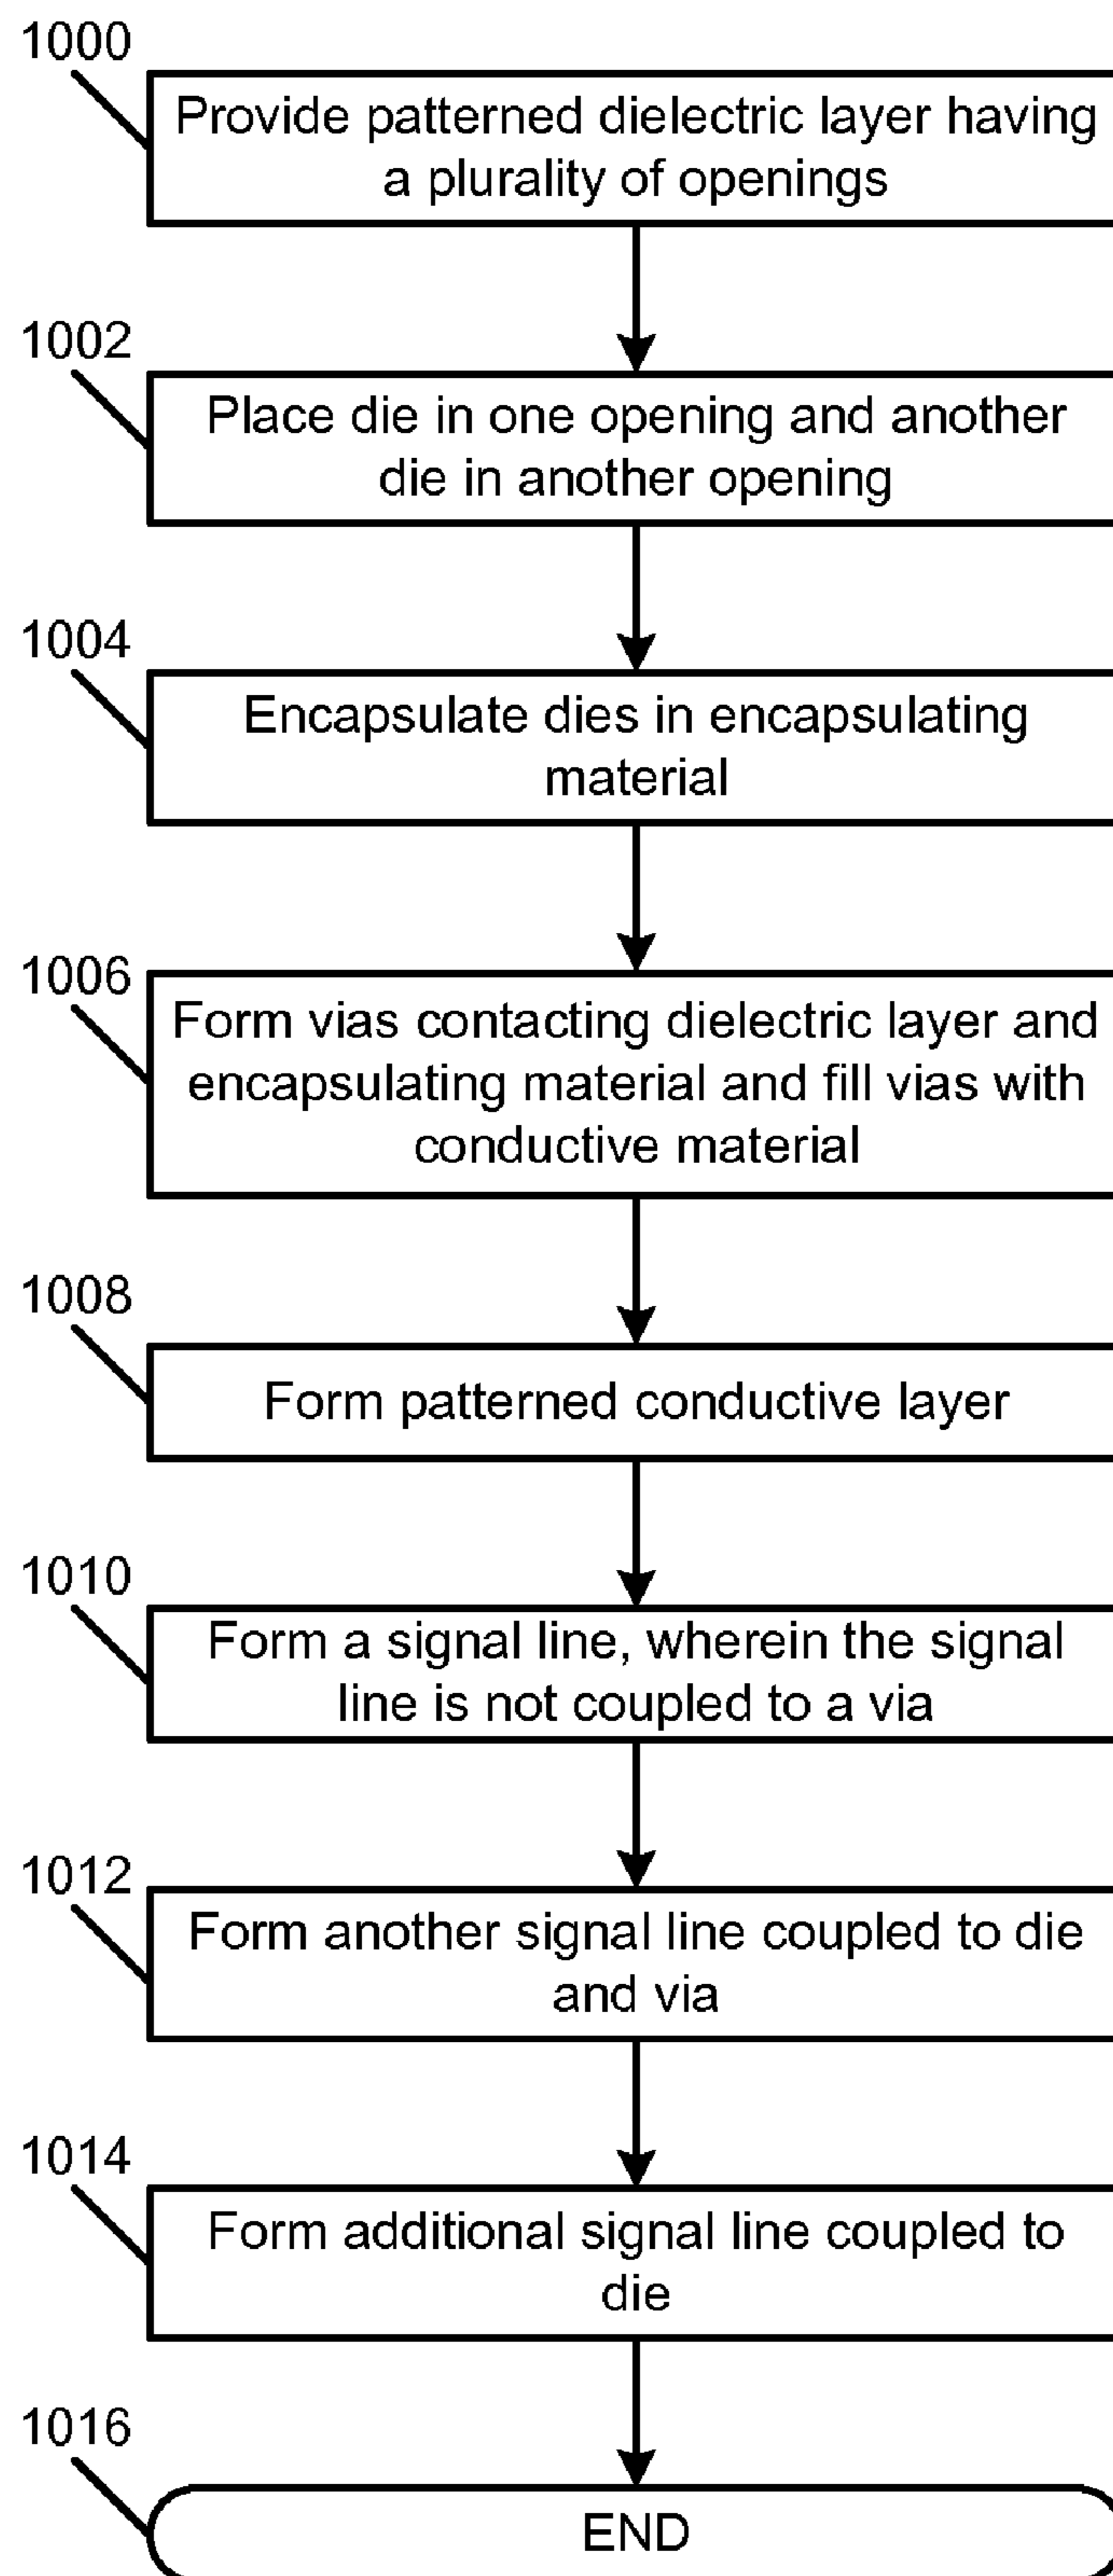 1000
Provide patterned dielectric layer having
a plurality of openings
1002
Place die in one opening and another
die in another opening
1004
Encapsulate dies in encapsulating
material
1006
Form vias contacting dielectric layer and
encapsulating material and fill vias with
conductive material
1008
Form patterned conductive layer
1010
Form a signal line, wherein the signal
line is not coupled to a via
1012
Form another signal line coupled to die
and via
1014
Form additional signal line coupled to
die
1016
END